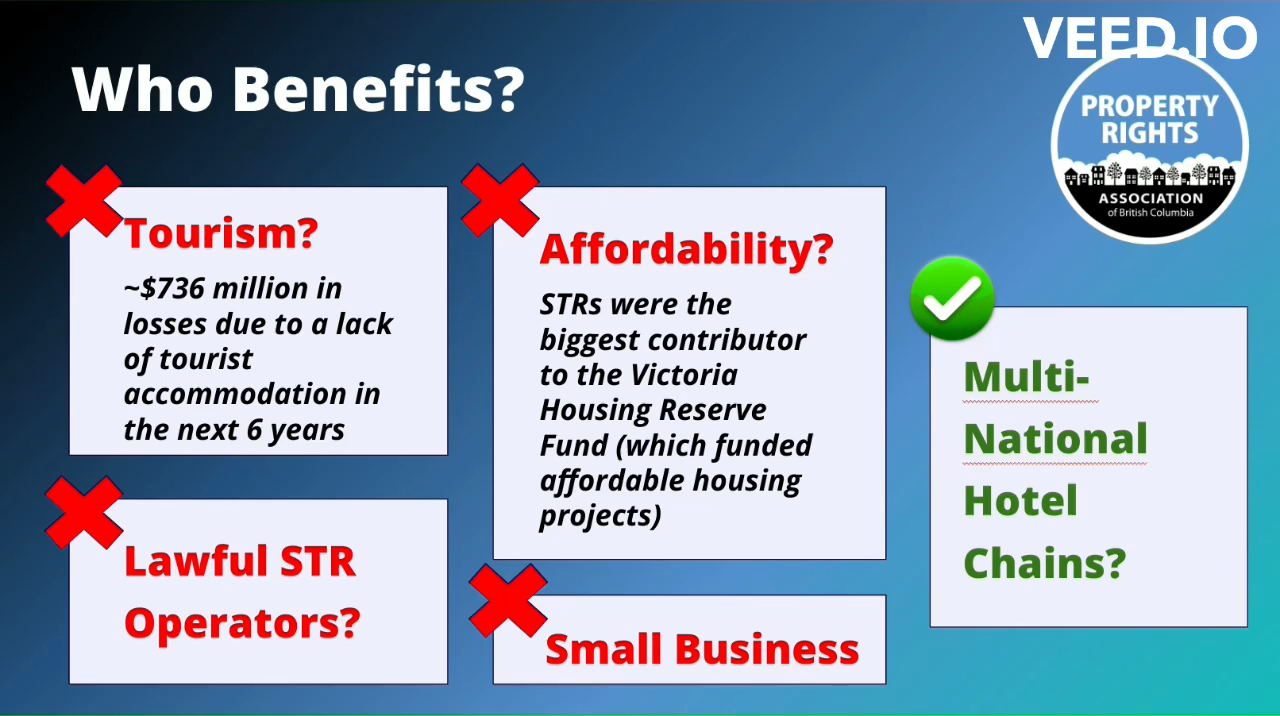 VEED.IO
Who Benefits?
PROPERTY
RIGHTS
ASSOCIATION
of British Columbia
Tourism?
~$736 million in
losses due to a lack
of tourist
accommodation in
the next 6 years
Affordability?
STRs were the
biggest contributor
to the Victoria
Housing Reserve
Fund (which funded
affordable housing
projects)
Multi-
National
Hotel
Chains?
Lawful STR
Operators?
Small Business